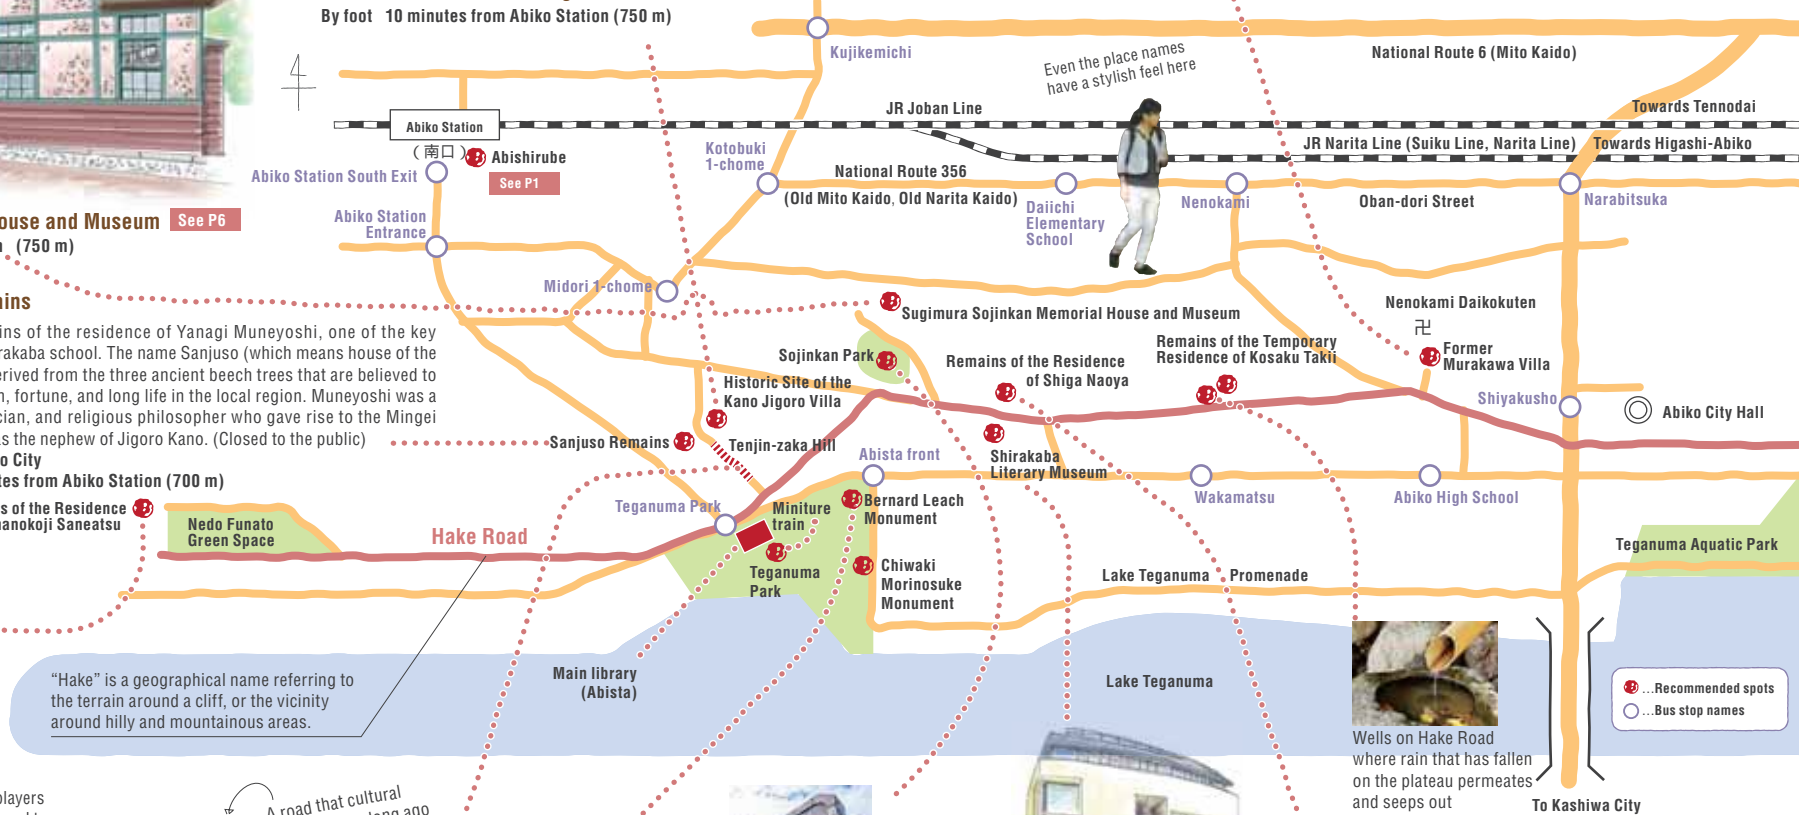 By foot 10 minutes from Abiko Station (750 m)
Kujikemichi
Even the place names
have a stylish feel here
National Route 6 (Mito Kaido)
JR Joban Line
Towards Tennodai
Abiko Station
(南口)
Abishirube
See P1
Abiko Station South Exit
Kotobuki
1-chome
JR Narita Line (Suiku Line, Narita Line)
Towards Higashi-Abiko
National Route 356
(Old Mito Kaido, Old Narita Kaido)
Daiichi
Elementary
School
Nenokami
Oban-dori Street
Narabitsuka
ouse and Museum
See P6
(750 m)
Abiko Station
Entrance
Midori 1-chome
Sugimura Sojinkan Memorial House and Museum
Nenokami Daikokuten
卍
Former
Murakawa Villa
Remains of the Temporary
Residence of Kosaku Takii
Remains of the Residence
of Shiga Naoya
Sojinkan Park
Historic Site of the
Kano Jigoro Villa
Shiyakusho
Abiko City Hall
ains
ins of the residence of Yanagi Muneyoshi, one of the key
rakaba school. The name Sanjuso (which means house of the
erived from the three ancient beech trees that are believed to
n, fortune, and long life in the local region. Muneyoshi was a
cian, and religious philosopher who gave rise to the Mingei
as the nephew of Jigoro Kano. (Closed to the public)
o City
tes from Abiko Station (700 m)
Sanjuso Remains
Tenjin-zaka Hill
Abista front
Shirakaba
Literary Museum
Wakamatsu
Abiko High School
s of the Residence
hanokoji Saneatsu
Nedo Funato
Green Space
Hake Road
Teganuma Park
Miniture
train
Bernard Leach
Monument
Teganuma
Park
Chiwaki
Morinosuke
Monument
Lake Teganuma Promenade
Teganuma Aquatic Park
Main library
(Abista)
Lake Teganuma
“Hake” is a geographical name referring to
the terrain around a cliff, or the vicinity
around hilly and mountainous areas.
...Recommended spots
...Bus stop names
Wells on Hake Road
where rain that has fallen
on the plateau permeates
and seeps out
To Kashiwa City
players
A road that cultural
long ago